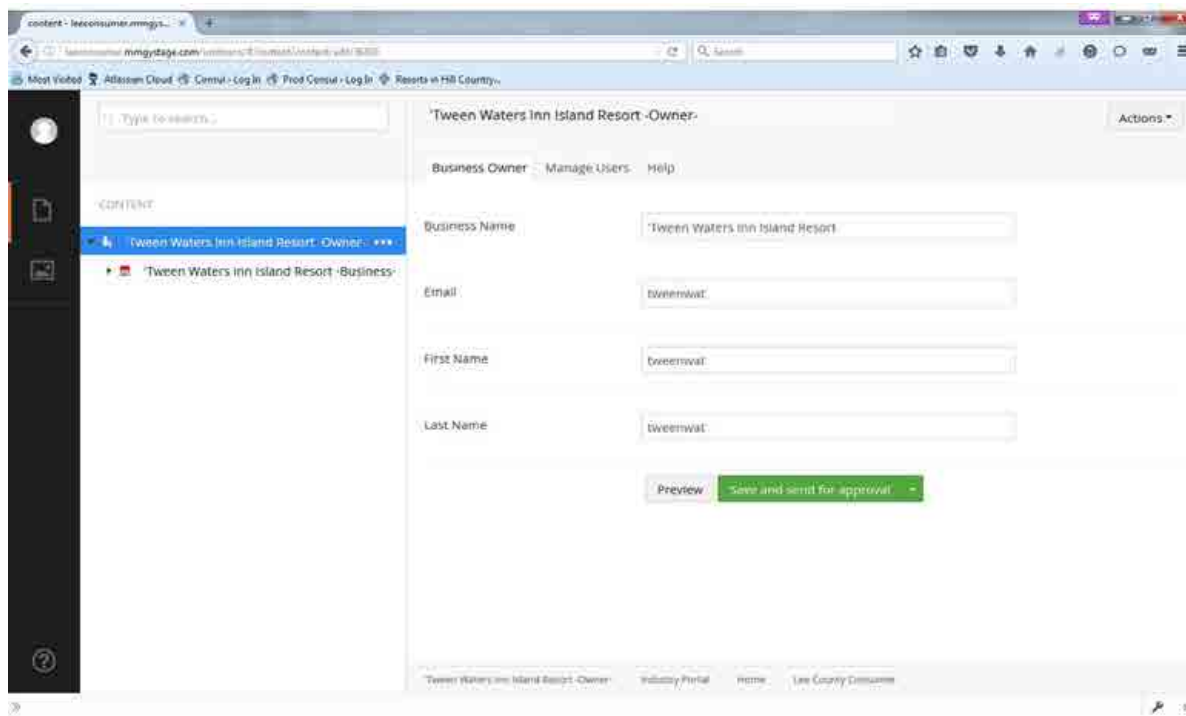 content - leeconsumer.mmgys...
mmgystage.com
Search
Most Visited Atlassian Cloud Consul - Log In Prod Consul - Log In Resorts in Hill Country...
Type to search...
'Tween Waters Inn Island Resort -Owner-
Actions
Business Owner Manage Users Help
CONTENT
'Tween Waters Inn Island Resort -Owner-
'Tween Waters Inn Island Resort -Business-
Business Name
'Tween Waters Inn Island Resort
Email
tweenwat'
First Name
tweenwat'
Last Name
tweenwat'
Preview
Save and send for approval
'Tween Waters Inn Island Resort -Owner- Industry Portal Home Lee County Consumer